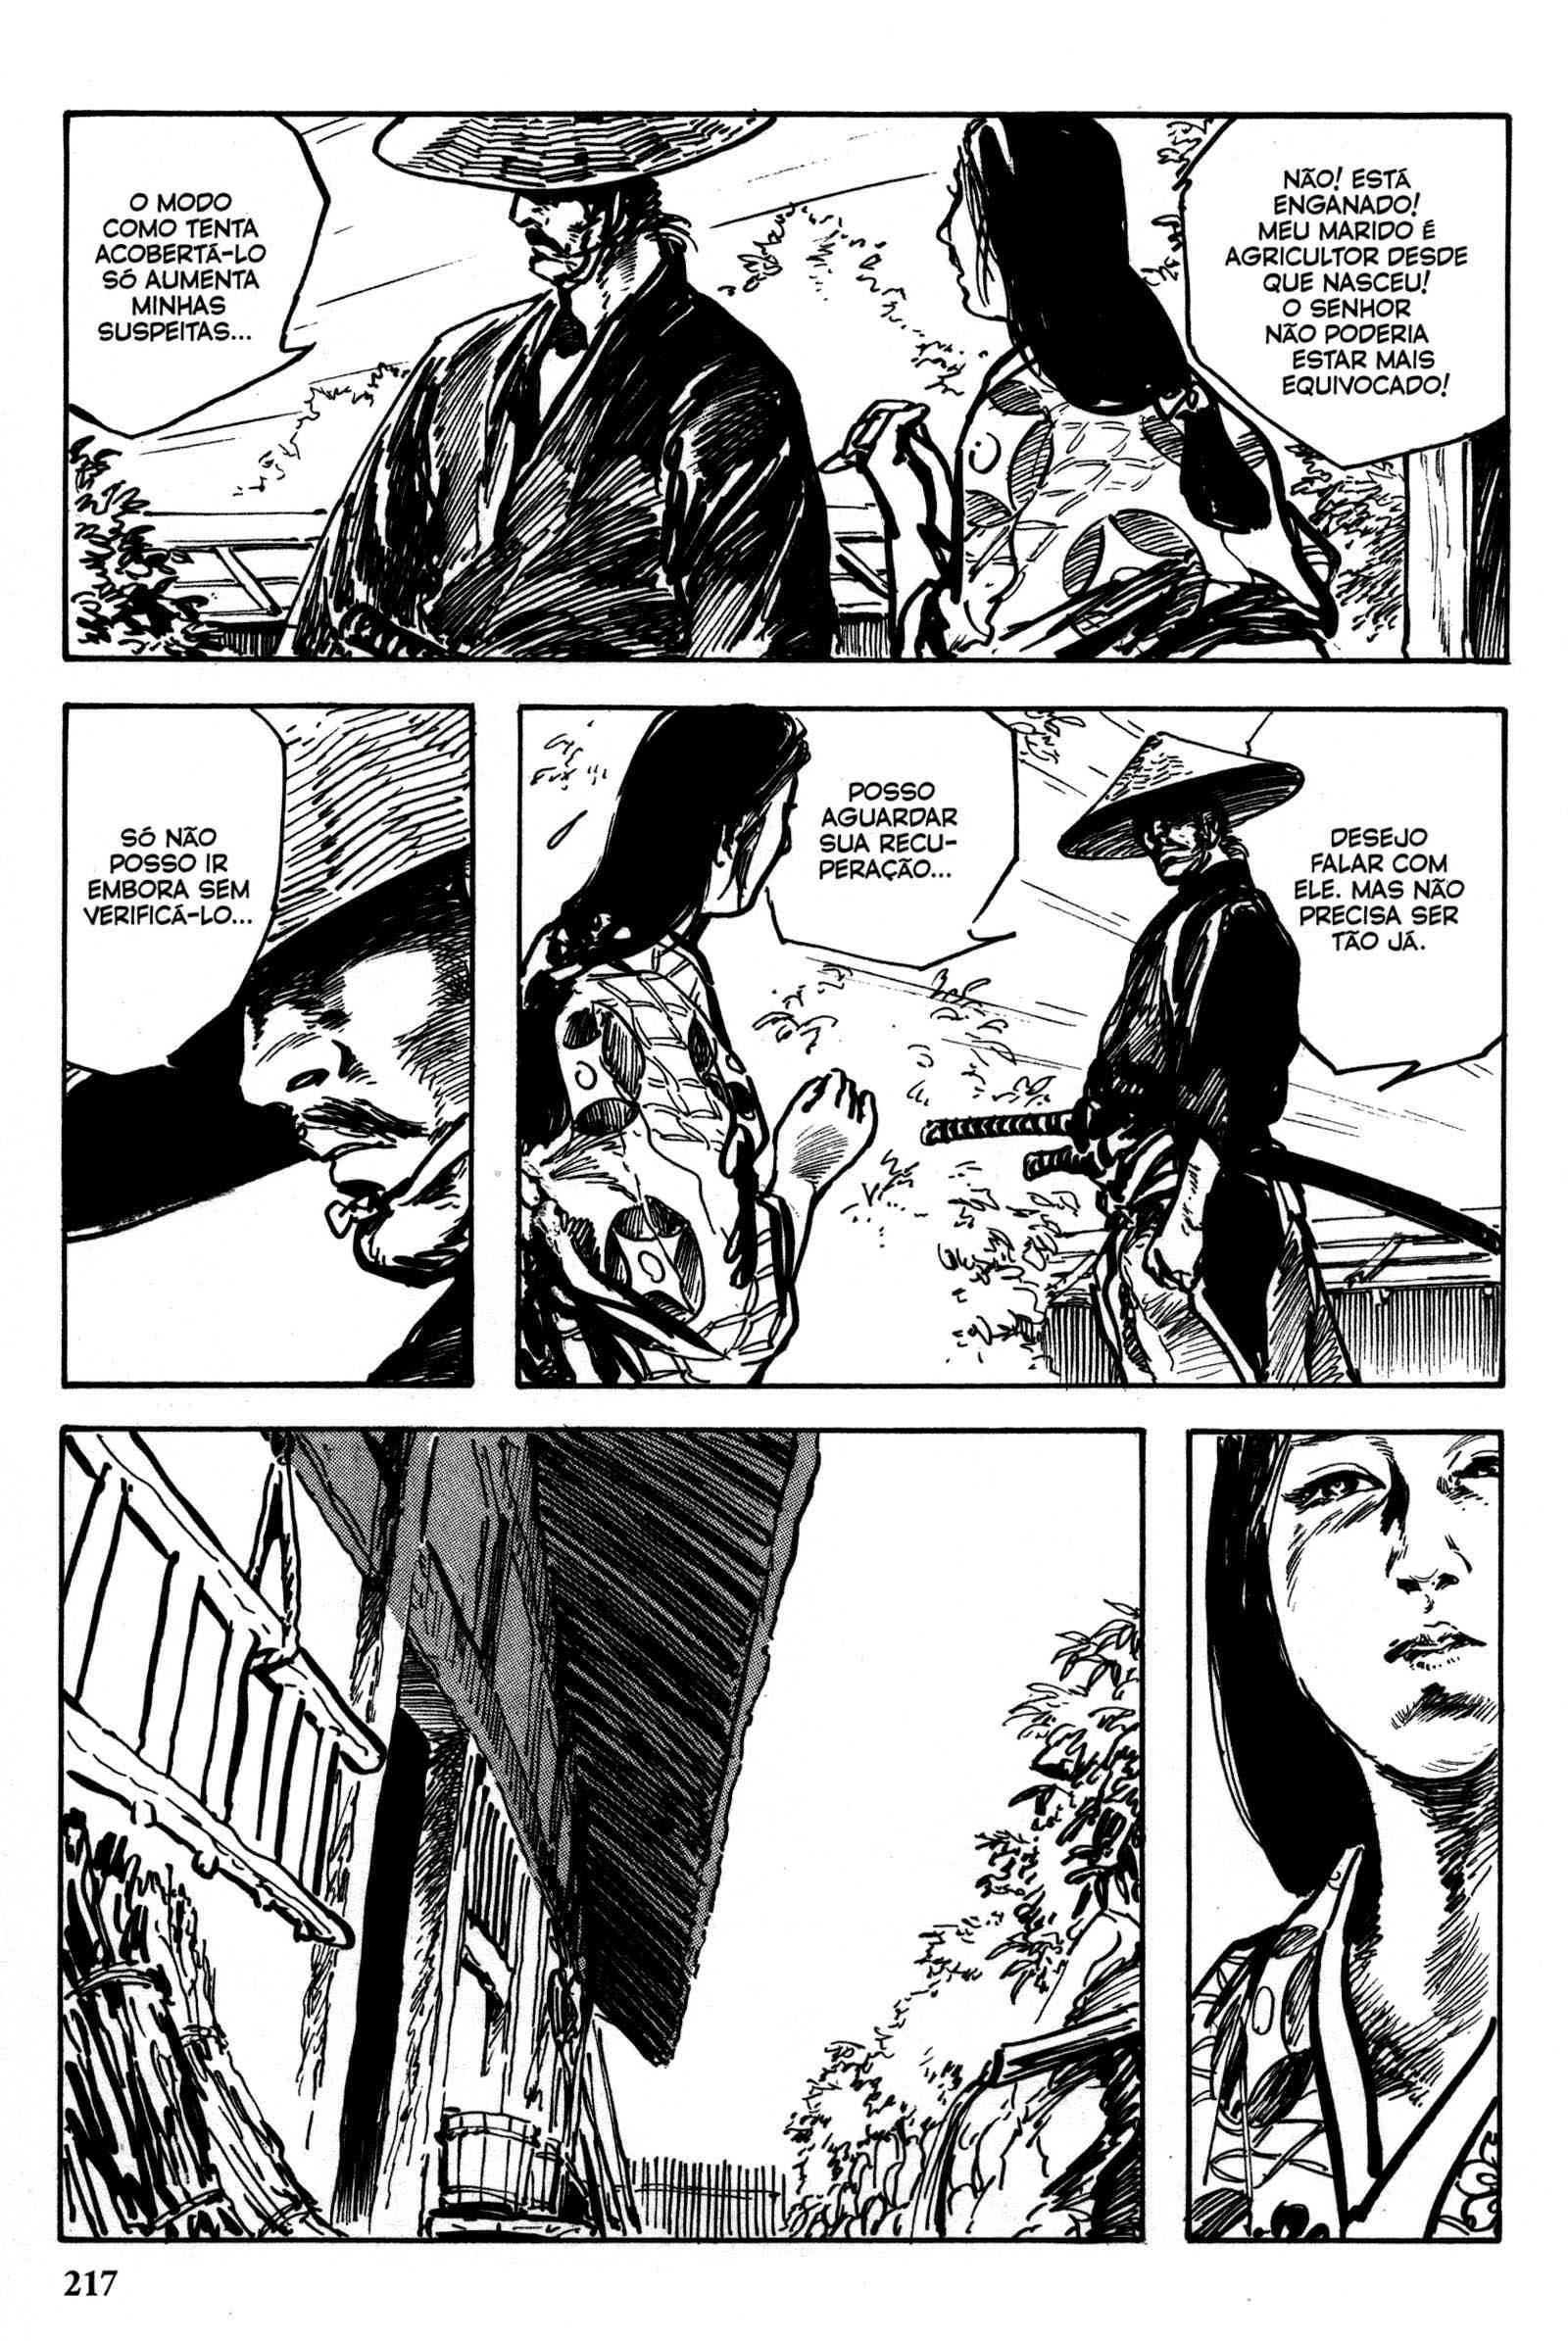 NÃO! ESTÁ
ENGANADO!
MEU MARIDO É
AGRICULTOR DESDE
QUE NASCEU!
O SENHOR
NÃO PODERIA
ESTAR MAIS
EQUIVOCADO!
O MODO
COMO TENTA
ACOBERTÁ-LO
SÓ AUMENTA
MINHAS
SUSPEITAS...
DESEJO
FALAR COM
ELE. MAS NÃO
PRECISA SER
TÃO JÁ.
POSSO
AGUARDAR
SUA RECU-
PERAÇÃO...
SÓ NÃO
POSSO IR
EMBORA SEM
VERIFICÁ-LO...
217